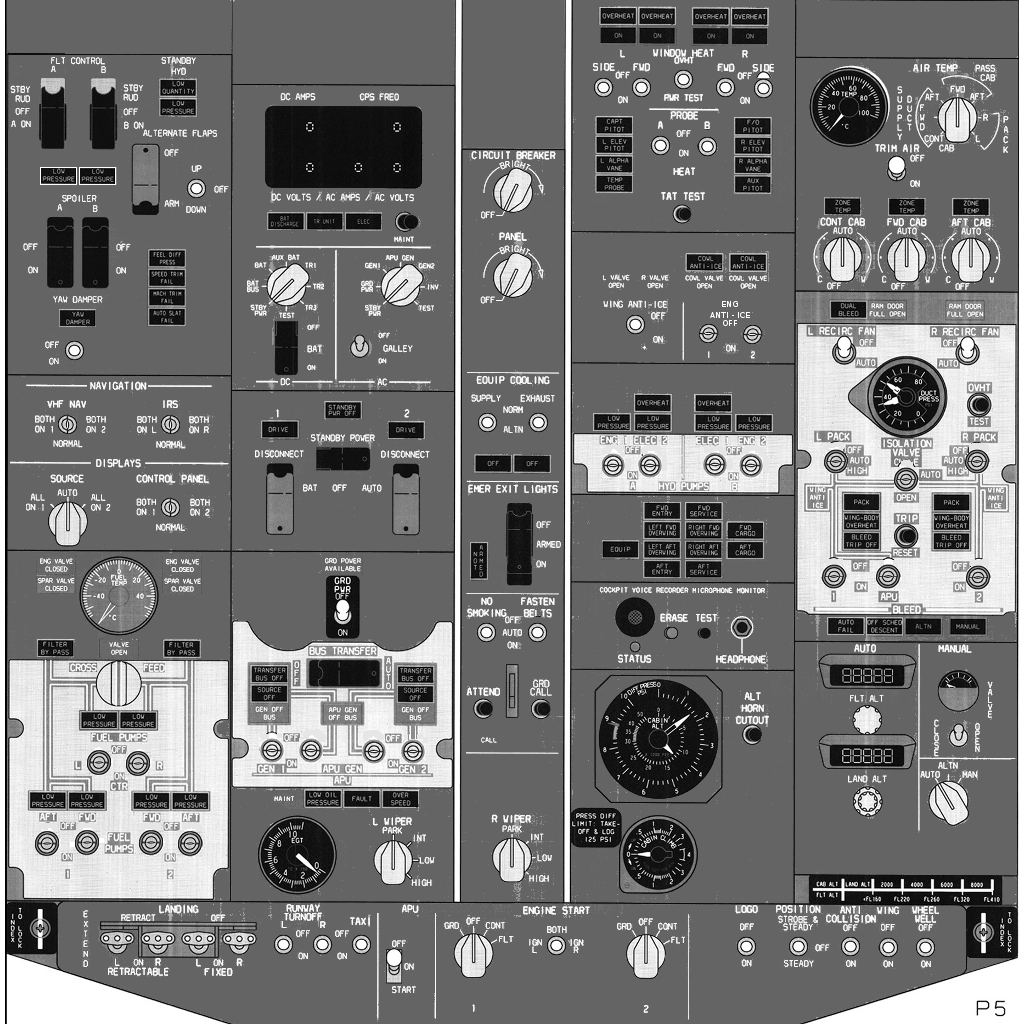 FLT CONTROL
A B
STBY
RUD
OFF
A ON
STBY
RUD
OFF
B ON
STANDBY
HYD
LOW
QUANTITY
LOW
PRESSURE
ALTERNATE FLAPS
OFF
ARM
UP
OFF
DOWN
LOW
PRESSURE
LOW
PRESSURE
SPOILER
A B
OFF
ON
OFF
ON
FEEL DIFF
PRESS
SPEED TRIM
FAIL
MACH TRIM
FAIL
AUTO SLAT
FAIL
YAW DAMPER
YAW
DAMPER
OFF
ON
NAVIGATION
VHF NAV
BOTH
ON 1
BOTH
ON 2
NORMAL
IRS
BOTH
ON L
BOTH
ON R
NORMAL
DISPLAYS
SOURCE
ALL
ON 1
AUTO
ALL
ON 2
CONTROL PANEL
BOTH
ON 1
BOTH
ON 2
NORMAL
ENG VALVE
CLOSED
SPAR VALVE
CLOSED
FUEL
TEMP
ENG VALVE
CLOSED
SPAR VALVE
CLOSED
FILTER
BY PASS
VALVE
OPEN
FILTER
BY PASS
CROSS FEED
LOW
PRESSURE
LOW
PRESSURE
FUEL PUMPS
OFF
L R
ON
CTR
LOW
PRESSURE
LOW
PRESSURE
LOW
PRESSURE
LOW
PRESSURE
AFT FWD FWD AFT
OFF OFF
FUEL
PUMPS
ON ON
1 2
DC AMPS CPS FREQ
DC VOLTS AC AMPS AC VOLTS
BAT
DISCHARGE
TR UNIT
ELEC
MAINT
AUX BAT
BAT TR1
BAT
BUS
TR2
STBY
PWR
TR3
TEST
OFF
BAT
ON
DC
APU GEN
GEN1 GEN2
GRD
PWR
INV
STBY
PWR
TEST
OFF
GALLEY
ON
AC
1
STANDBY
PWR OFF
2
DRIVE
DRIVE
STANDBY POWER
DISCONNECT
DISCONNECT
BAT OFF AUTO
GRD POWER
AVAILABLE
GRD
PWR
OFF
ON
BUS TRANSFER
TRANSFER
BUS OFF
OFF
AUTO
TRANSFER
BUS OFF
SOURCE
OFF
SOURCE
OFF
GEN OFF
BUS
APU GEN
OFF BUS
GEN OFF
BUS
OFF
ON
GEN 1 APU GEN GEN 2
APU
MAINT
LOW OIL
PRESSURE
FAULT
OVER
SPEED
EGT
L WIPER
PARK
INT
LOW
HIGH
CIRCUIT BREAKER
BRIGHT
OFF
PANEL
BRIGHT
OFF
EQUIP COOLING
SUPPLY EXHAUST
NORM
ALTN
OFF OFF
EMER EXIT LIGHTS
OFF
ARMED
ON
NO
SMOKING
FASTEN
BELTS
OFF
AUTO
ON
ATTEND
GRD
CALL
CALL
R WIPER
PARK
INT
LOW
HIGH
OVERHEAT OVERHEAT OVERHEAT OVERHEAT
ON ON ON ON
L WINDOW HEAT R
SIDE OFF FWD OVHT FWD OFF SIDE
ON PWR TEST ON
PROBE
A OFF B
ON
HEAT
CAPT
PITOT
L ELEV
PITOT
L ALPHA
VANE
TEMP
PROBE
F/O
PITOT
R ELEV
PITOT
R ALPHA
VANE
AUX
PITOT
TAT TEST
COWL
ANTI-ICE
COWL
ANTI-ICE
L VALVE
OPEN
R VALVE
OPEN
COWL VALVE
OPEN
COWL VALVE
OPEN
WING ANTI-ICE
OFF
ON
ENG
ANTI-ICE
OFF
ON
1 2
OVERHEAT
OVERHEAT
LOW
PRESSURE
LOW
PRESSURE
LOW
PRESSURE
LOW
PRESSURE
ENG 1 ELEC 2 ELEC 1 ENG 2
OFF OFF
ON ON
A HYD PUMPS B
FWD
ENTRY
FWD
SERVICE
LEFT FWD
OVERWING
RIGHT FWD
OVERWING
FWD
CARGO
EQUIP
LEFT AFT
OVERWING
RIGHT AFT
OVERWING
AFT
CARGO
AFT
ENTRY
AFT
SERVICE
COCKPIT VOICE RECORDER MICROPHONE MONITOR
ERASE TEST
STATUS
HEADPHONE
DIFF PRESS
PSI
CABIN
ALT
ALT
HORN
CUTOUT
PRESS DIFF
LIMIT: TAKE-
OFF & LDG
125 PSI
CABIN CLIMB
TEMP
°C
SUPPLY
DUCT
AIR TEMP
PASS
CAB
FWD
AFT AFT
FWD
R
L
PACK
CONT
CAB
TRIM AIR
OFF
ON
ZONE
TEMP
ZONE
TEMP
ZONE
TEMP
CONT CAB FWD CAB AFT CAB
AUTO AUTO AUTO
C OFF W C OFF W C OFF W
DUAL
BLEED
RAM DOOR
FULL OPEN
RAM DOOR
FULL OPEN
L RECIRC FAN
OFF
AUTO
R RECIRC FAN
OFF
AUTO
DUCT
PRESS
PSI
OVHT
TEST
L PACK
OFF
AUTO
HIGH
ISOLATION
VALVE
CLOSE
AUTO
OPEN
R PACK
OFF
AUTO
HIGH
WING
ANTI
ICE
WING
ANTI
ICE
PACK
WING-BODY
OVERHEAT
BLEED
TRIP OFF
TRIP
RESET
PACK
WING-BODY
OVERHEAT
BLEED
TRIP OFF
OFF
ON
1 APU 2
BLEED
AUTO
FAIL
OFF SCHED
DESCENT
ALTN
MANUAL
AUTO
MANUAL
FLT ALT
VALVE
CLOSE
OPEN
LAND ALT
ALTN
AUTO MAN
CAB ALT LAND ALT 2000 4000 6000 8000
FLT ALT <FL160 FL220 FL260 FL320 FL410
INDEX
TO LOCK
EXTEND
LANDING
RETRACT OFF
L ON R
RETRACTABLE
L ON R
FIXED
RUNWAY
TURNOFF
L OFF R
ON
TAXI
OFF
ON
APU
OFF
ON
START
ENGINE START
OFF
GRD CONT
FLT
1
BOTH
IGN
L
IGN
R
OFF
GRD CONT
FLT
2
LOGO
OFF
ON
POSITION
STROBE &
STEADY
OFF
STEADY
ANTI
COLLISION
OFF
ON
WING
OFF
ON
WHEEL
WELL
OFF
ON
INDEX
TO LOCK
P5